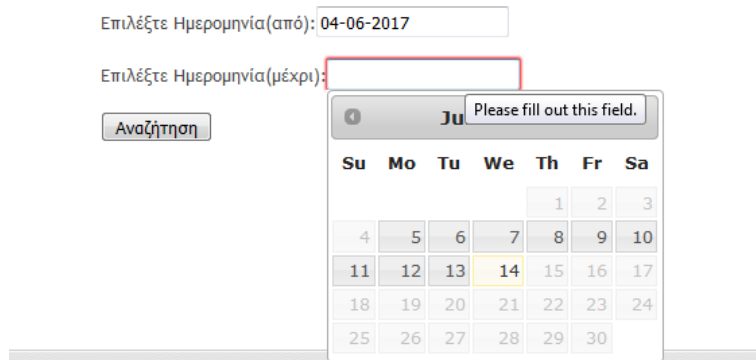 Επιλέξτε Ημερομηνία(από): 04-06-2017
Επιλέξτε Ημερομηνία(μέχρι):
Please fill out this field.
Αναζήτηση
Su Mo Tu We Th Fr Sa
1 2 3
4 5 6 7 8 9 10
11 12 13 14 15 16 17
18 19 20 21 22 23 24
25 26 27 28 29 30